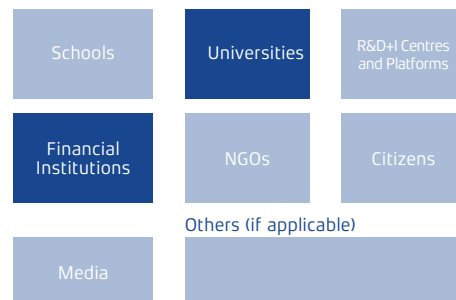 Schools
Universities
R&D+I Centres
and Platforms
Financial
Institutions
NGOs
Citizens
Others (if applicable)
Media